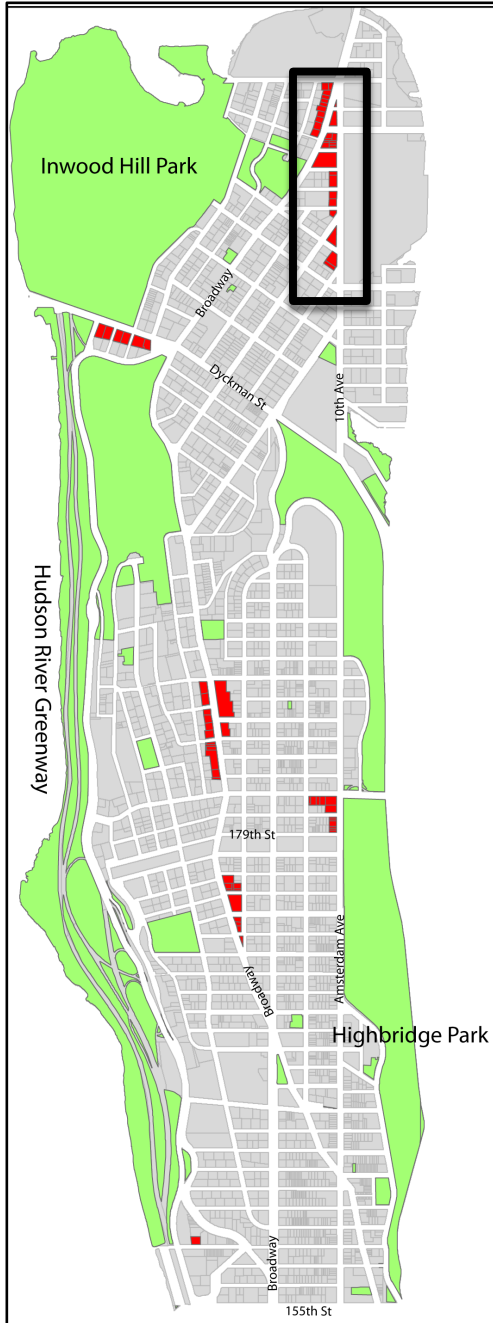 Inwood Hill Park
Broadway
Dyckman St
10th Ave
Hudson River Greenway
179th St
Amsterdam Ave
Broadway
Highbridge Park
Broadway
155th St